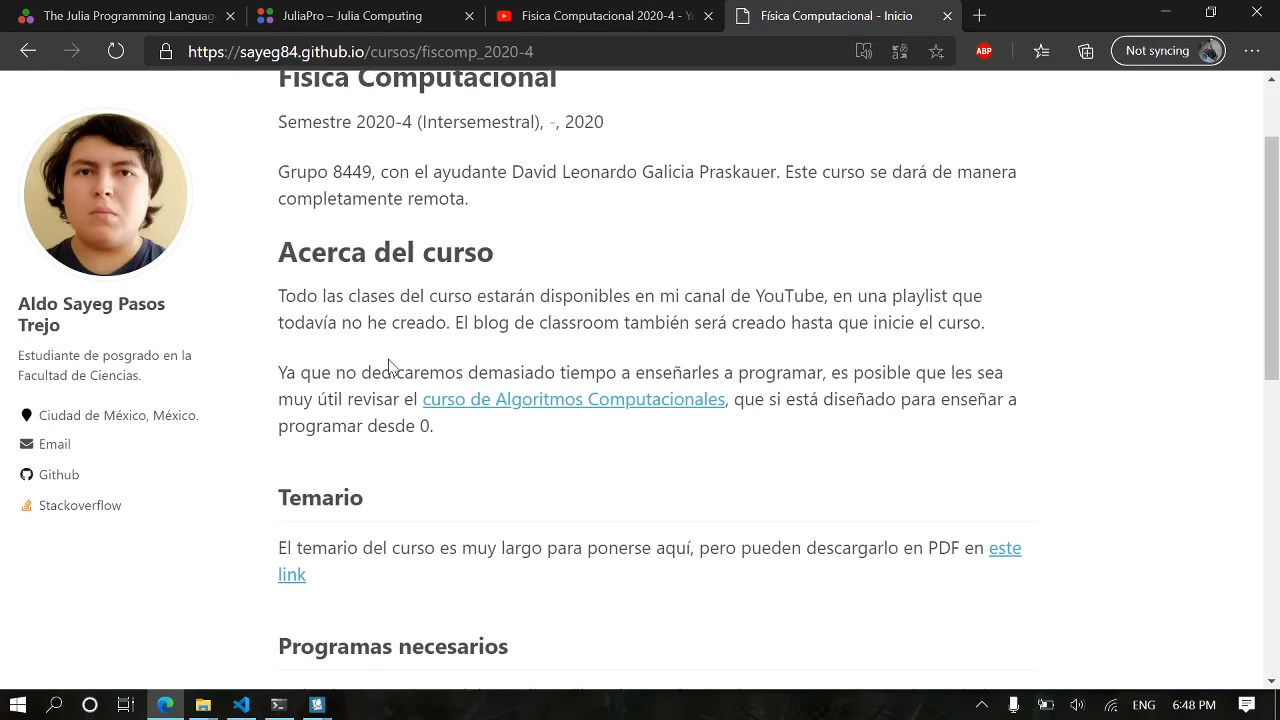 The Julia Programming Languag
JuliaPro – Julia Computing
Fisica Computacional 2020-4 - Yo
Física Computacional - Inicio
https://sayeg84.github.io/cursos/fiscomp_2020-4
ABP
Not syncing
Física Computacional
Semestre 2020-4 (Intersemestral), -, 2020
Grupo 8449, con el ayudante David Leonardo Galicia Praskauer. Este curso se dará de manera
completamente remota.
Aldo Sayeg Pasos
Trejo
Estudiante de posgrado en la
Facultad de Ciencias.
Ciudad de México, México.
Email
Github
Stackoverflow
Acerca del curso
Todo las clases del curso estarán disponibles en mi canal de YouTube, en una playlist que
todavía no he creado. El blog de classroom también será creado hasta que inicie el curso.
Ya que no dedicaremos demasiado tiempo a enseñarles a programar, es posible que les sea
muy útil revisar el curso de Algoritmos Computacionales, que si está diseñado para enseñar a
programar desde 0.
Temario
El temario del curso es muy largo para ponerse aquí, pero pueden descargarlo en PDF en este
link
Programas necesarios
ENG
6:48 PM